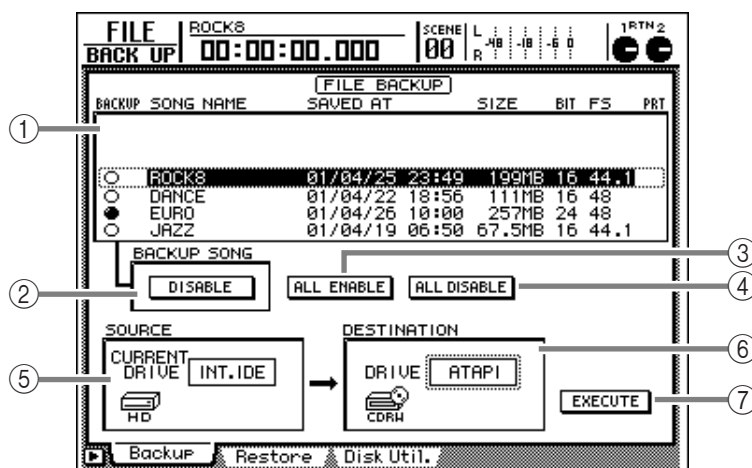 FILE ROCK8 SCENE L 1 RTN 2
BACK UP 00:00:00.000 00 R -48 -18 -6 0
FILE BACKUP
BACKUP SONG NAME SAVED AT SIZE BIT FS PRT
①
ROCK8 01/04/25 23:49 199MB 16 44.1
DANCE 01/04/22 18:56 111MB 16 48
EURO 01/04/26 10:00 257MB 24 48
JAZZ 01/04/19 06:50 67.5MB 16 44.1
BACKUP SONG ③
② DISABLE ALL ENABLE ALL DISABLE ④
SOURCE DESTINATION
⑤ CURRENT DRIVE INT.IDE DRIVE ATAPI ⑥
HD CDRW EXECUTE ⑦
Backup Restore Disk Util.